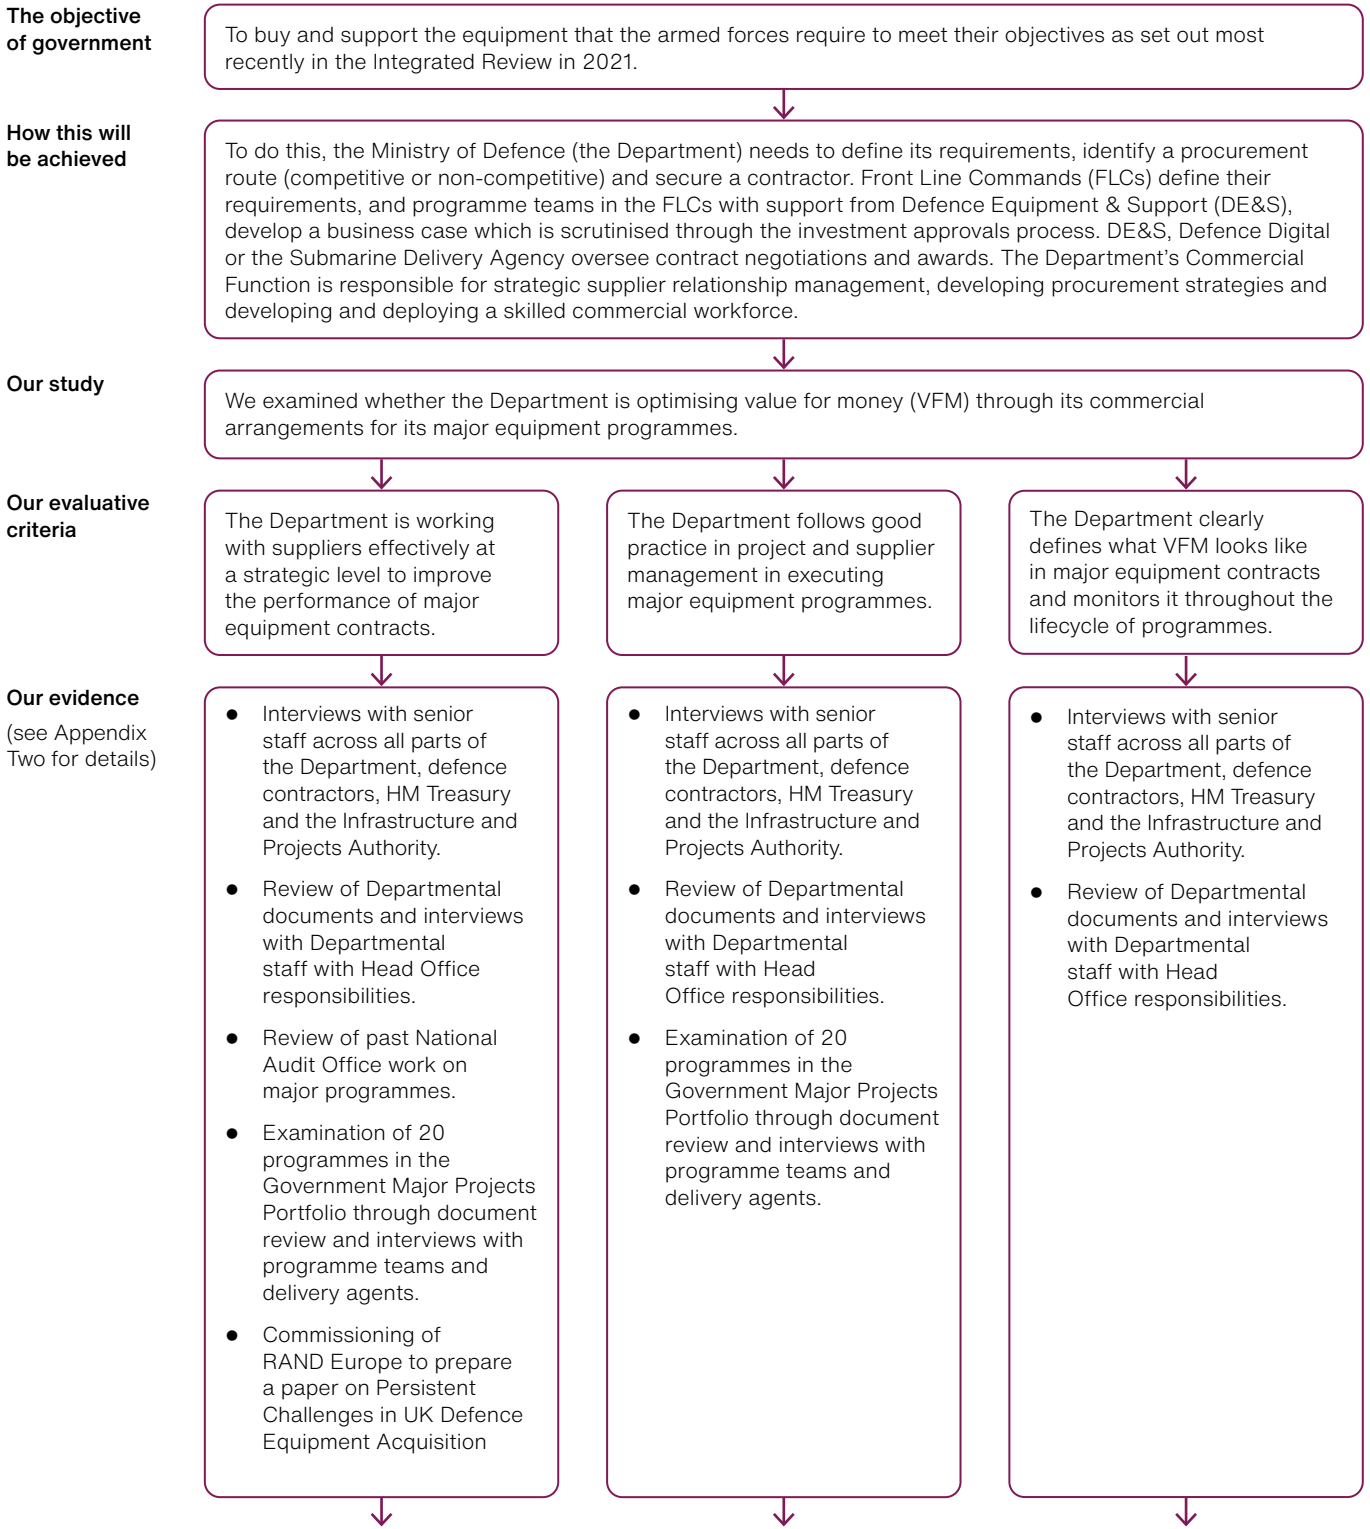 The objective
of government
To buy and support the equipment that the armed forces require to meet their objectives as set out most
recently in the Integrated Review in 2021.
How this will
be achieved
To do this, the Ministry of Defence (the Department) needs to define its requirements, identify a procurement
route (competitive or non-competitive) and secure a contractor. Front Line Commands (FLCs) define their
requirements, and programme teams in the FLCs with support from Defence Equipment & Support (DE&S),
develop a business case which is scrutinised through the investment approvals process. DE&S, Defence Digital
or the Submarine Delivery Agency oversee contract negotiations and awards. The Department's Commercial
Function is responsible for strategic supplier relationship management, developing procurement strategies and
developing and deploying a skilled commercial workforce.
Our study
We examined whether the Department is optimising value for money (VFM) through its commercial
arrangements for its major equipment programmes.
Our evaluative
criteria
The Department is working
with suppliers effectively at
a strategic level to improve
the performance of major
equipment contracts.
The Department follows good
practice in project and supplier
management in executing
major equipment programmes.
The Department clearly
defines what VFM looks like
in major equipment contracts
and monitors it throughout the
lifecycle of programmes.
Our evidence
(see Appendix
Two for details)
● Interviews with senior
staff across all parts of
the Department, defence
contractors, HM Treasury
and the Infrastructure and
Projects Authority.
● Review of Departmental
documents and interviews
with Departmental
staff with Head Office
responsibilities.
● Review of past National
Audit Office work on
major programmes.
● Examination of 20
programmes in the
Government Major Projects
Portfolio through document
review and interviews with
programme teams and
delivery agents.
● Commissioning of
RAND Europe to prepare
a paper on Persistent
Challenges in UK Defence
Equipment Acquisition
● Interviews with senior
staff across all parts of
the Department, defence
contractors, HM Treasury
and the Infrastructure and
Projects Authority.
● Review of Departmental
documents and interviews
with Departmental
staff with Head
Office responsibilities.
● Examination of 20
programmes in the
Government Major Projects
Portfolio through document
review and interviews with
programme teams and
delivery agents.
● Interviews with senior
staff across all parts of
the Department, defence
contractors, HM Treasury
and the Infrastructure and
Projects Authority.
● Review of Departmental
documents and interviews
with Departmental
staff with Head
Office responsibilities.